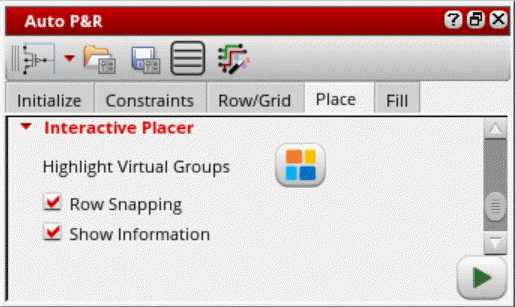 Auto P&R
Initialize Constraints Row/Grid Place Fill
Interactive Placer
Highlight Virtual Groups
Row Snapping
Show Information